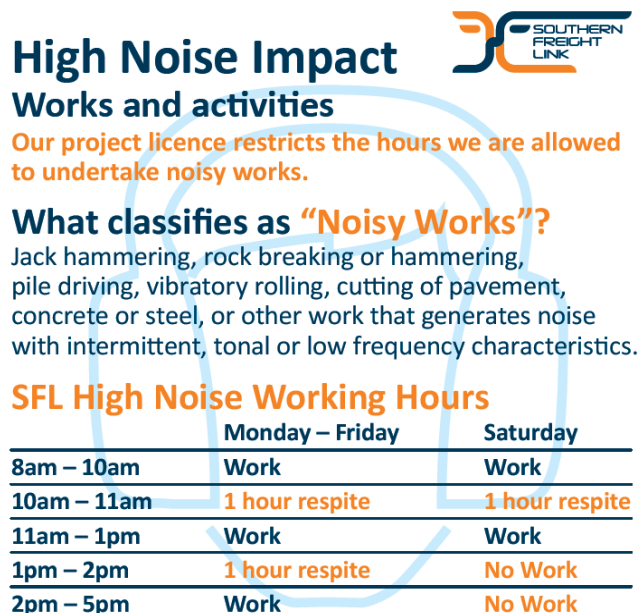 SOUTHERN
FREIGHT
LINK
High Noise Impact
Works and activities
Our project licence restricts the hours we are allowed
to undertake noisy works.
What classifies as “Noisy Works”?
Jack hammering, rock breaking or hammering,
pile driving, vibratory rolling, cutting of pavement,
concrete or steel, or other work that generates noise
with intermittent, tonal or low frequency characteristics.
SFL High Noise Working Hours
Monday – Friday Saturday
8am – 10am Work Work
10am – 11am 1 hour respite 1 hour respite
11am – 1pm Work Work
1pm – 2pm 1 hour respite No Work
2pm – 5pm Work No Work